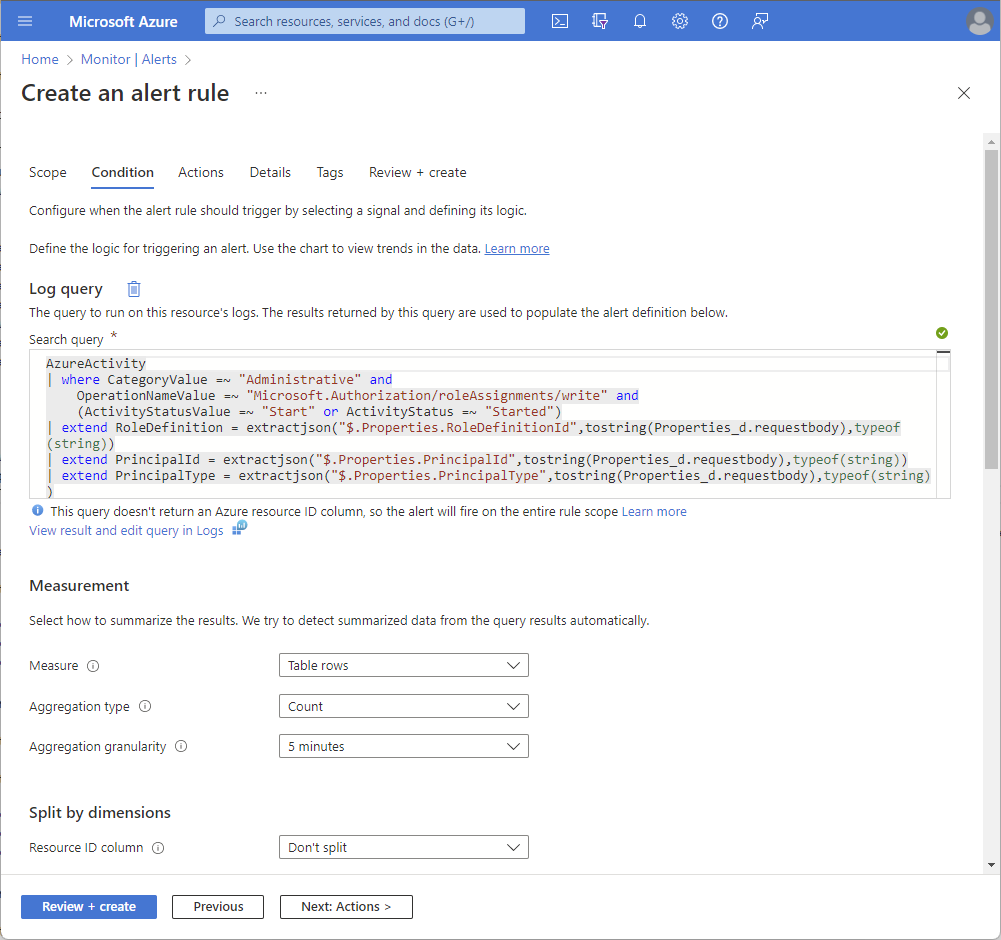 Microsoft Azure
Search resources, services, and docs (G+/)
Home > Monitor | Alerts >
Create an alert rule ...
Scope Condition Actions Details Tags Review + create
Configure when the alert rule should trigger by selecting a signal and defining its logic.
Define the logic for triggering an alert. Use the chart to view trends in the data. Learn more
Log query
The query to run on this resource's logs. The results returned by this query are used to populate the alert definition below.
Search query *
AzureActivity
| where CategoryValue =~ "Administrative" and
OperationNameValue =~ "Microsoft.Authorization/roleAssignments/write" and
(ActivityStatusValue =~ "Start" or ActivityStatus =~ "Started")
| extend RoleDefinition = extractjson("$.Properties.RoleDefinitionId",tostring(Properties_d.requestbody),typeof
(string))
| extend PrincipalId = extractjson("$.Properties.PrincipalId",tostring(Properties_d.requestbody),typeof(string))
| extend PrincipalType = extractjson("$.Properties.PrincipalType",tostring(Properties_d.requestbody),typeof(string)
)
This query doesn't return an Azure resource ID column, so the alert will fire on the entire rule scope Learn more
View result and edit query in Logs
Measurement
Select how to summarize the results. We try to detect summarized data from the query results automatically.
Measure Table rows
Aggregation type Count
Aggregation granularity 5 minutes
Split by dimensions
Resource ID column Don't split
Review + create Previous Next: Actions >